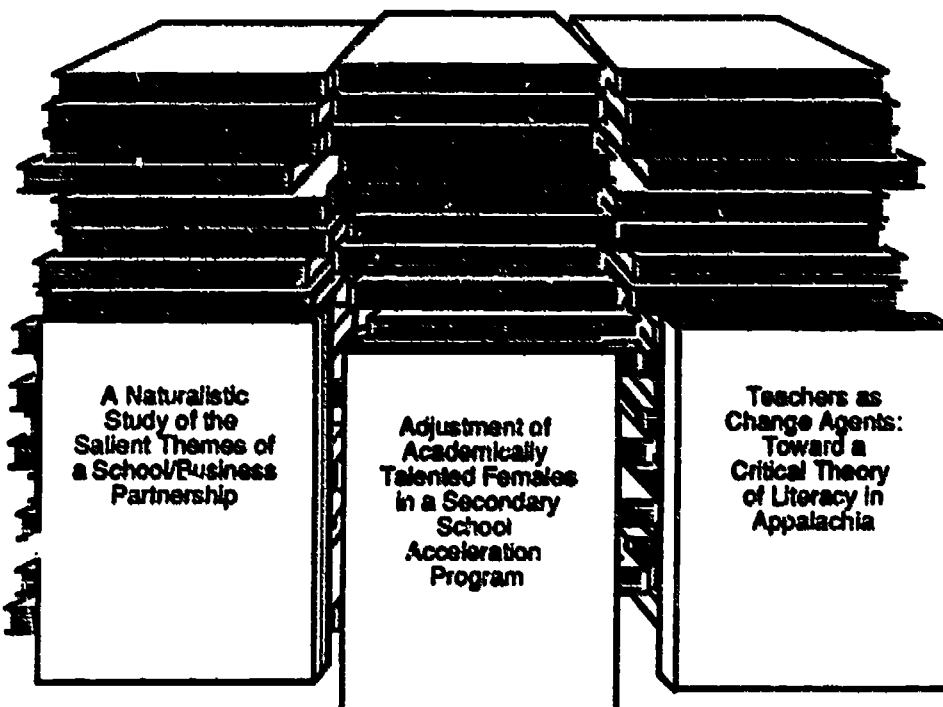 A Naturalistic
Study of the
Salient Themes of
a School/Business
Partnership
Adjustment of
Academically
Talented Females
in a Secondary
School
Acceleration
Program
Teachers as
Change Agents:
Toward a
Critical Theory
of Literacy in
Appalachia